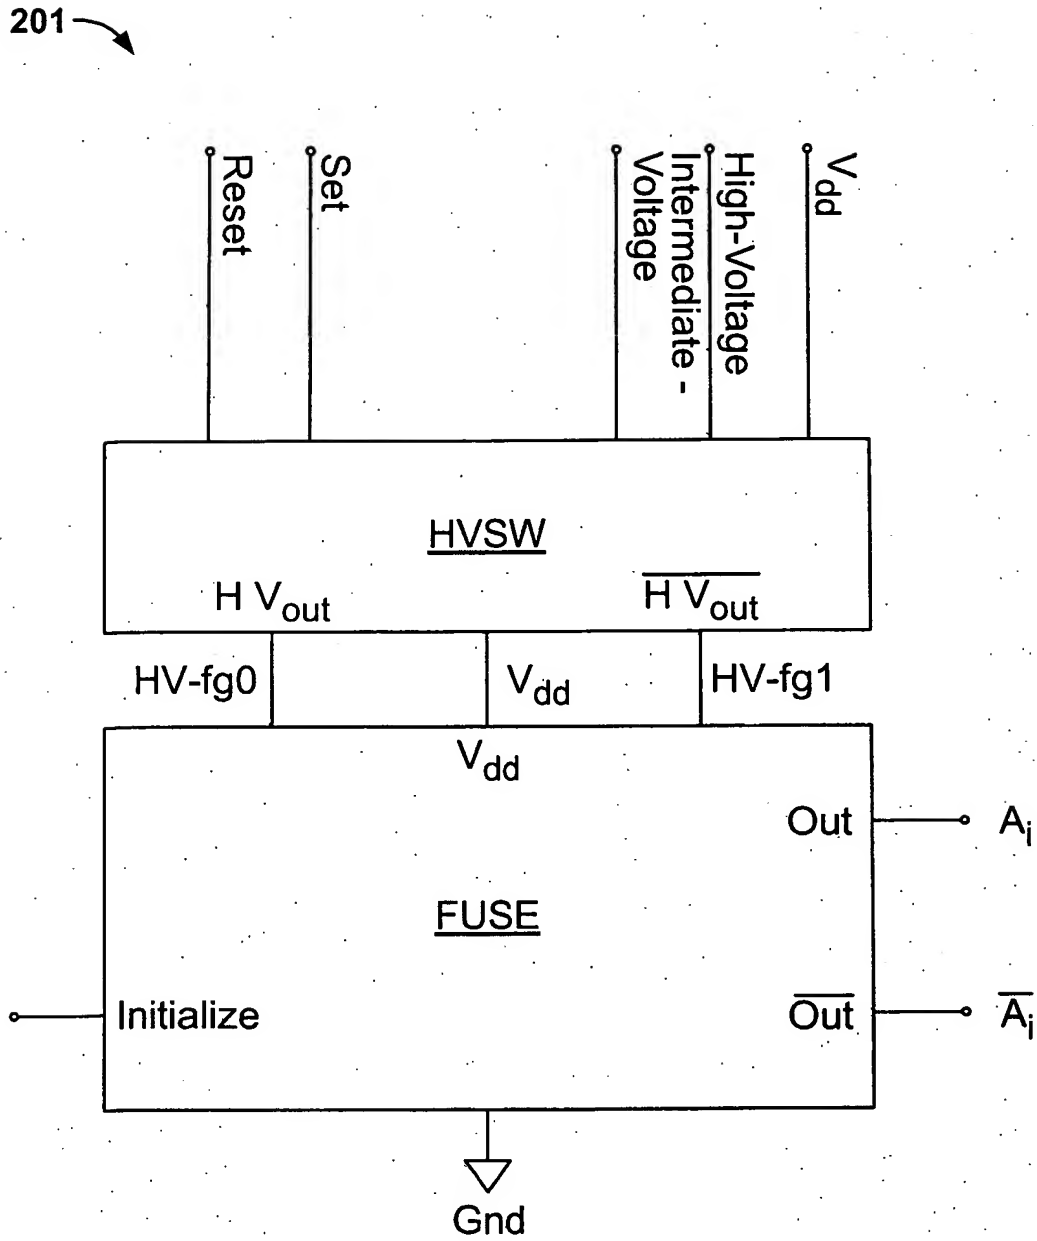 201
Reset
Set
Intermediate -
Voltage
High-Voltage
Vdd
HVSW
H Vout
H Vout
HV-fg0
Vdd
HV-fg1
Vdd
Out
Ai
FUSE
Initialize
Out
Ai
Gnd